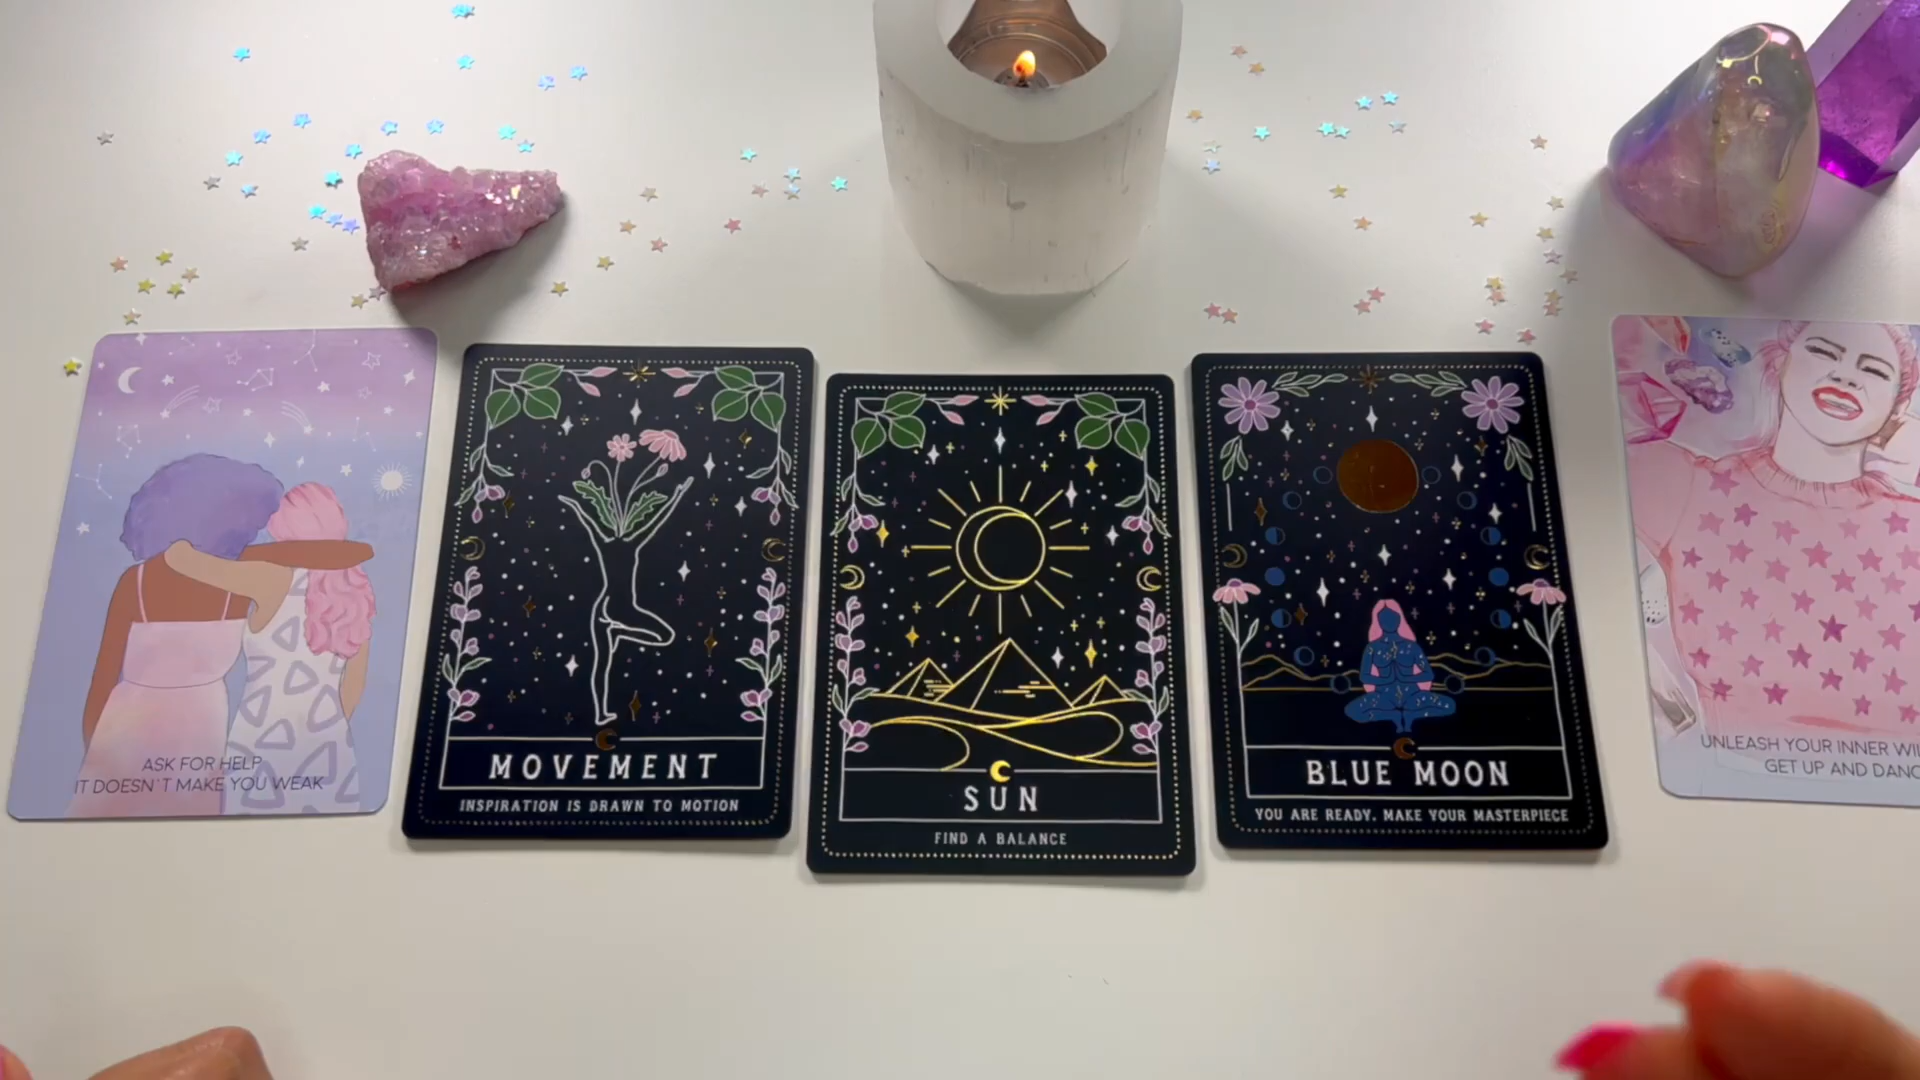 ASK FOR HELP
IT DOESN'T MAKE YOU WEAK
MOVEMENT
INSPIRATION IS DRAWN TO MOTION
SUN
FIND A BALANCE
BLUE MOON
YOU ARE READY, MAKE YOUR MASTERPIECE
UNLEASH YOUR INNER
GET UP AND